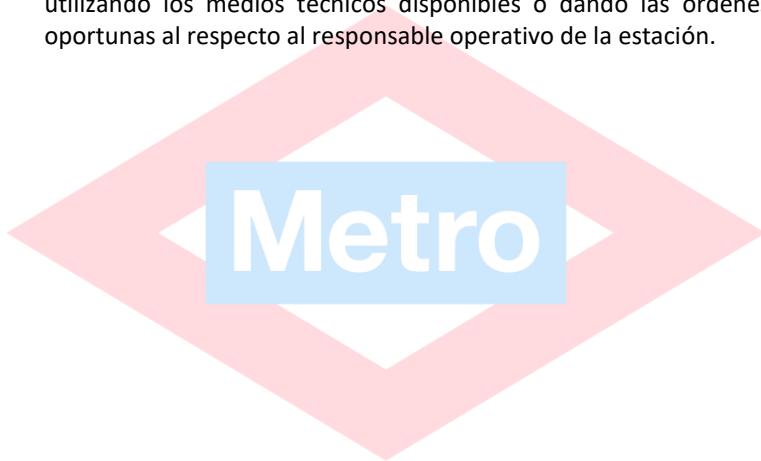 utilizando los medios técnicos disponibles o dando las órdene
oportunas al respecto al responsable operativo de la estación.
Metro